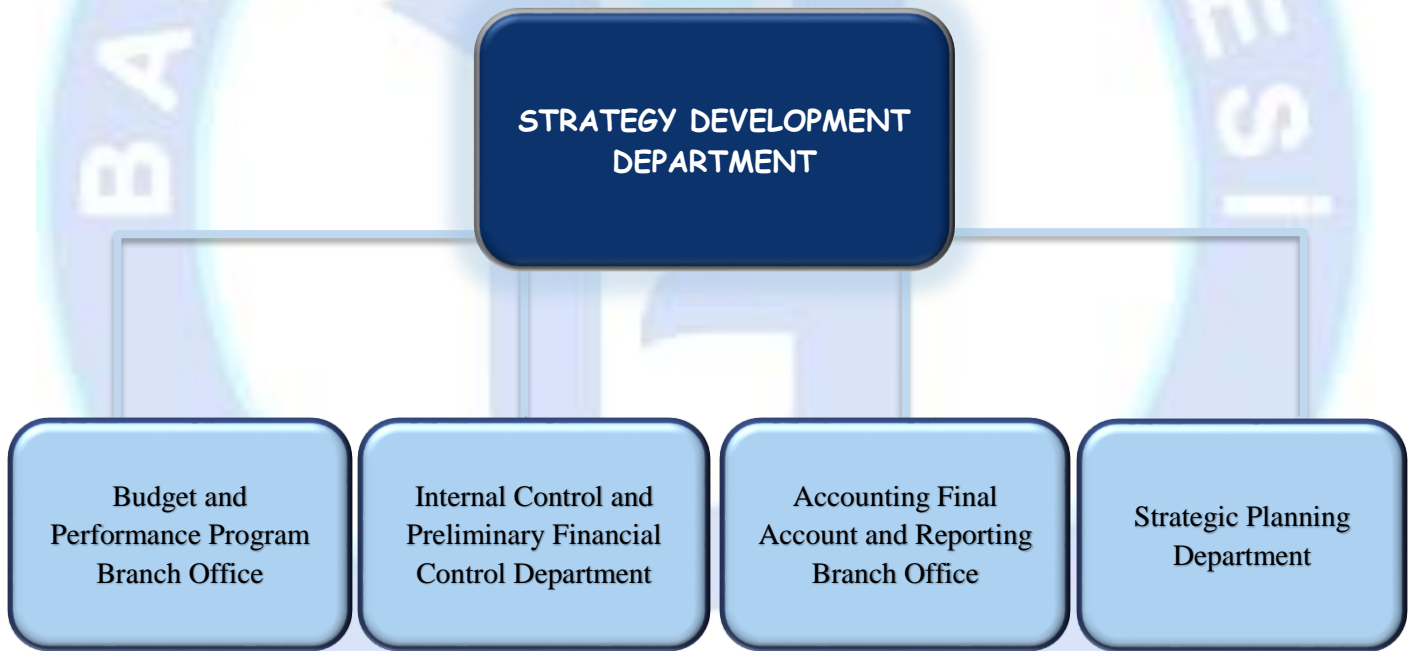 STRATEGY DEVELOPMENT
DEPARTMENT
Budget and
Performance Program
Branch Office
Internal Control and
Preliminary Financial
Control Department
Accounting Final
Account and Reporting
Branch Office
Strategic Planning
Department